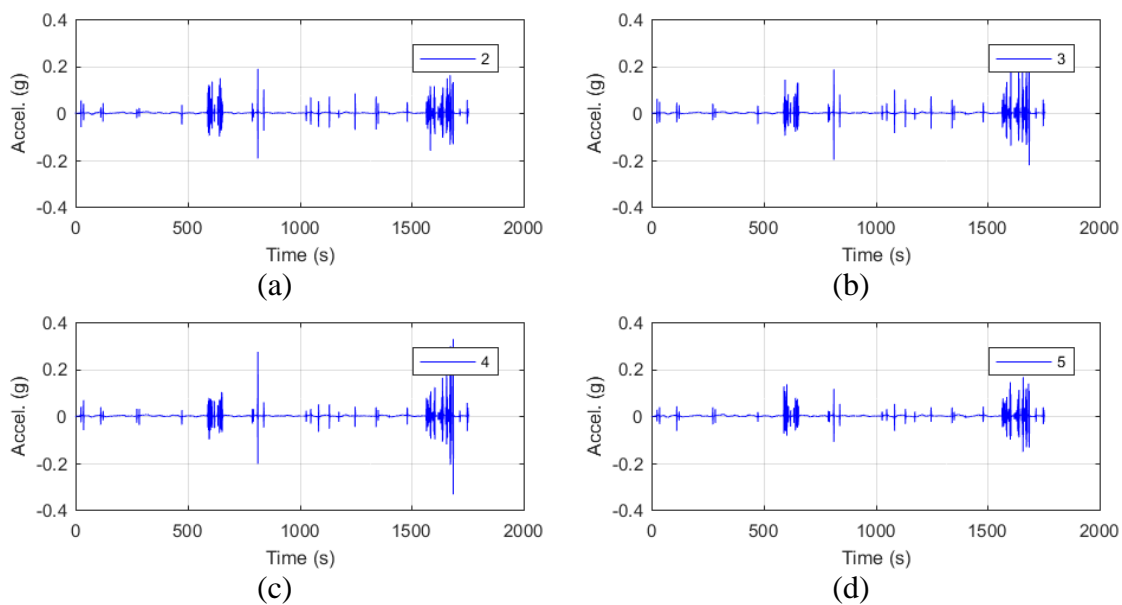 0.4 0.4
2 3
0.2 0.2
Accel. (g) 0 Accel. (g) 0
-0.2 -0.2
-0.4 -0.4
0 500 1000 1500 2000 0 500 1000 1500 2000
Time (s) Time (s)
(a) (b)
0.4 0.4
4 5
0.2 0.2
Accel. (g) 0 Accel. (g) 0
-0.2 -0.2
-0.4 -0.4
0 500 1000 1500 2000 0 500 1000 1500 2000
Time (s) Time (s)
(c) (d)